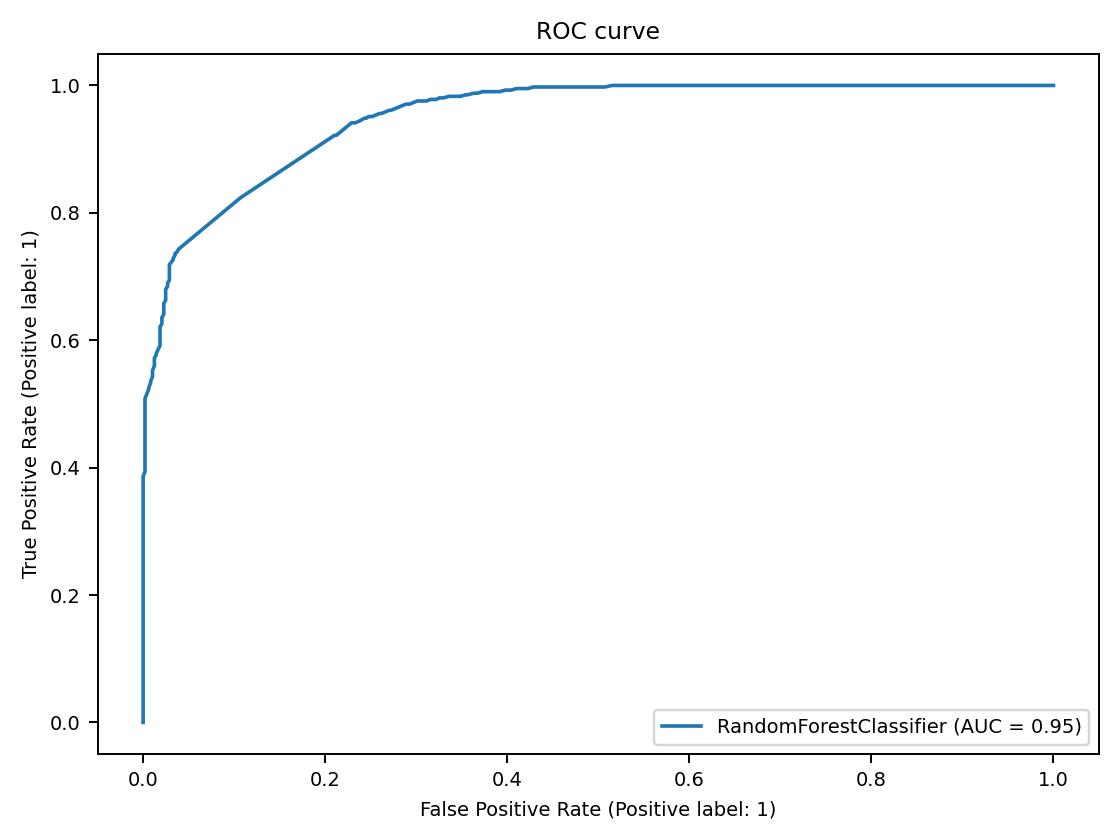 ROC curve
1.0
0.8
0.6
0.4
0.2
0.0
True Positive Rate (Positive label: 1)
RandomForestClassifier (AUC = 0.95)
0.0 0.2 0.4 0.6 0.8 1.0
False Positive Rate (Positive label: 1)